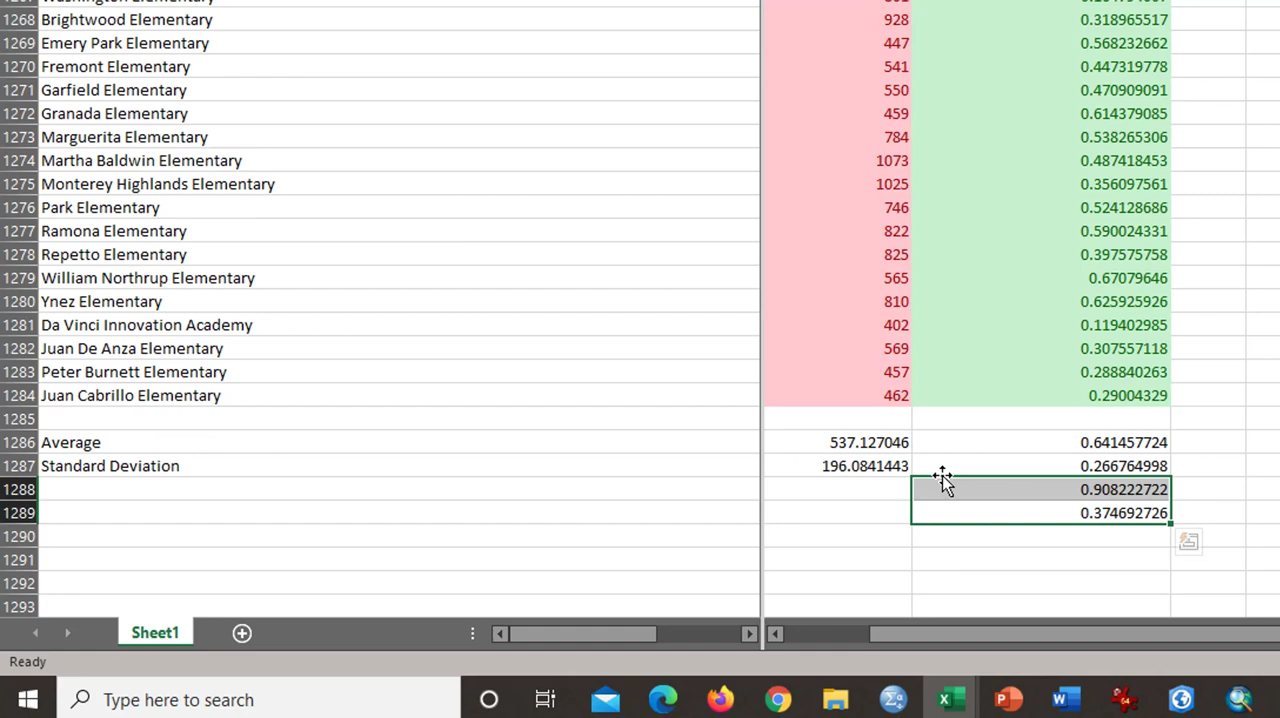 1268 Brightwood Elementary 928 0.318965517
1269 Emery Park Elementary 447 0.568232662
1270 Fremont Elementary 541 0.447319778
1271 Garfield Elementary 550 0.470909091
1272 Granada Elementary 459 0.614379085
1273 Marguerita Elementary 784 0.538265306
1274 Martha Baldwin Elementary 1073 0.487418453
1275 Monterey Highlands Elementary 1025 0.356097561
1276 Park Elementary 746 0.524128686
1277 Ramona Elementary 822 0.590024331
1278 Repetto Elementary 825 0.397575758
1279 William Northrup Elementary 565 0.67079646
1280 Ynez Elementary 810 0.625925926
1281 Da Vinci Innovation Academy 402 0.119402985
1282 Juan De Anza Elementary 569 0.307557118
1283 Peter Burnett Elementary 457 0.288840263
1284 Juan Cabrillo Elementary 462 0.29004329
1285
1286 Average 537.127046 0.641457724
1287 Standard Deviation 196.0841443 0.266764998
1288 0.908222722
1289 0.374692726
1290
1291
1292
1293
Sheet1
Ready
Type here to search